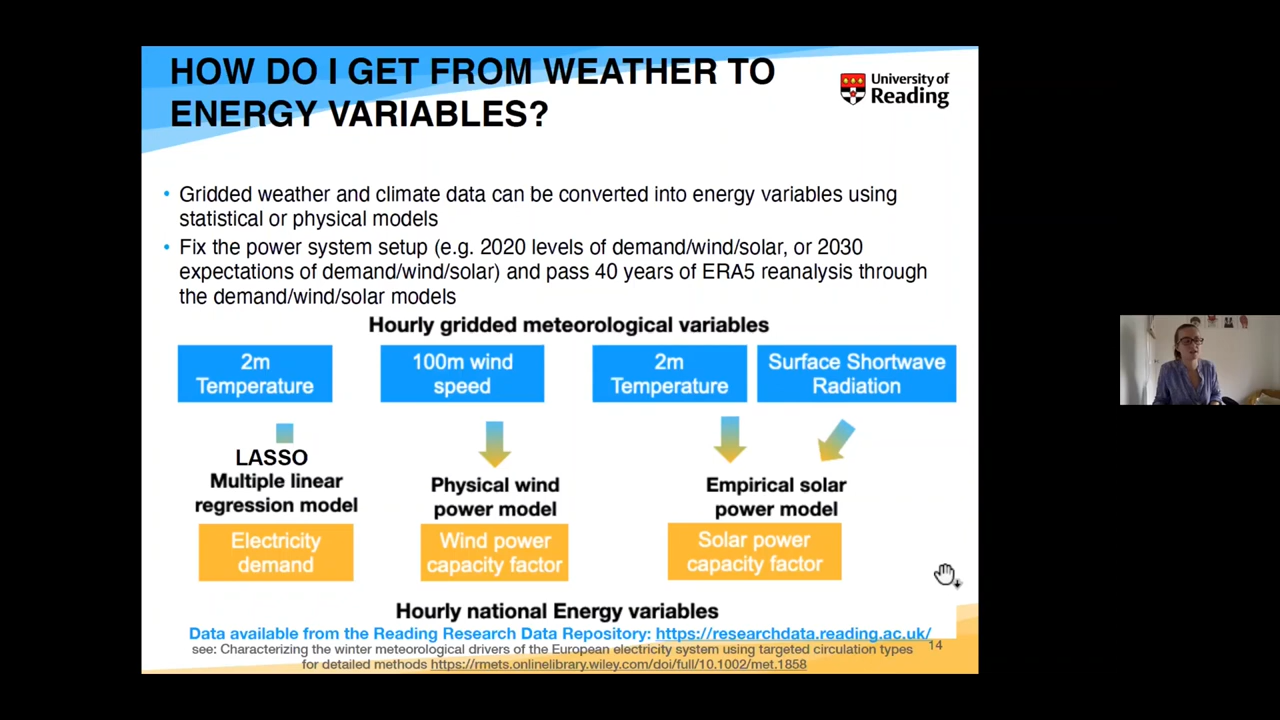 HOW DO I GET FROM WEATHER TO
ENERGY VARIABLES?
University of
Reading
• Gridded weather and climate data can be converted into energy variables using
statistical or physical models
• Fix the power system setup (e.g. 2020 levels of demand/wind/solar, or 2030
expectations of demand/wind/solar) and pass 40 years of ERA5 reanalysis through
the demand/wind/solar models
Hourly gridded meteorological variables
2m
Temperature
100m wind
speed
2m
Temperature
Surface Shortwave
Radiation
LASSO
Multiple linear
regression model
Physical wind
power model
Empirical solar
power model
Electricity
demand
Wind power
capacity factor
Solar power
capacity factor
Hourly national Energy variables
Data available from the Reading Research Data Repository: https://researchdata.reading.ac.uk/
see: Characterizing the winter meteorological drivers of the European electricity system using targeted circulation types
for detailed methods https://rmets.onlinelibrary.wiley.com/doi/full/10.1002/met.1858
14